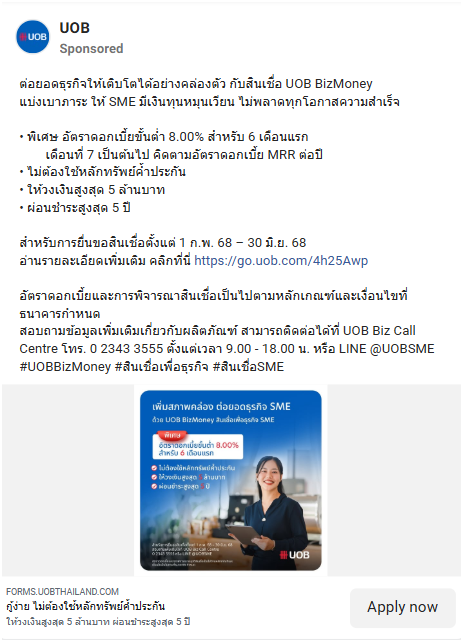 UOB
UOB
Sponsored
ต่อยอดธุรกิจให้เติบโตได้อย่างคล่องตัว กับสินเชื่อ UOB BizMoney
แบ่งเบาภาระ ให้ SME มีเงินทุนหมุนเวียน ไม่พลาดทุกโอกาสความสำเร็จ
• พิเศษ อัตราดอกเบี้ยขั้นต่ำ 8.00% สำหรับ 6 เดือนแรก
เดือนที่ 7 เป็นต้นไป คิดตามอัตราดอกเบี้ย MRR ต่อปี
• ไม่ต้องใช้หลักทรัพย์ค้ำประกัน
• ให้วงเงินสูงสุด 5 ล้านบาท
• ผ่อนชำระสูงสุด 5 ปี
สำหรับการยื่นขอสินเชื่อตั้งแต่ 1 ก.พ. 68 – 30 มิ.ย. 68
อ่านรายละเอียดเพิ่มเติม คลิกที่นี่ https://go.uob.com/4h25Awp
อัตราดอกเบี้ยและการพิจารณาสินเชื่อเป็นไปตามหลักเกณฑ์และเงื่อนไขที่
ธนาคารกำหนด
สอบถามข้อมูลเพิ่มเติมเกี่ยวกับผลิตภัณฑ์ สามารถติดต่อได้ที่ UOB Biz Call
Centre โทร. 0 2343 3555 ตั้งแต่เวลา 9.00 - 18.00 น. หรือ LINE @UOBSME
#UOBBizMoney #สินเชื่อเพื่อธุรกิจ #สินเชื่อSME
เพิ่มสภาพคล่อง ต่อยอดธุรกิจ SME
ด้วย UOB BizMoney สินเชื่อเพื่อธุรกิจ SME
พิเศษ
อัตราดอกเบี้ยขั้นต่ำ 8.00%
สำหรับ 6 เดือนแรก
ไม่ต้องใช้หลักทรัพย์ค้ำประกัน
ให้วงเงินสูงสุด 5 ล้านบาท
ผ่อนชำระสูงสุด 5 ปี
UOB
FORMS.UOBTHAILAND.COM
กู้ง่าย ไม่ต้องใช้หลักทรัพย์ค้ำประกัน
ให้วงเงินสูงสุด 5 ล้านบาท ผ่อนชำระสูงสุด 5 ปี
Apply now